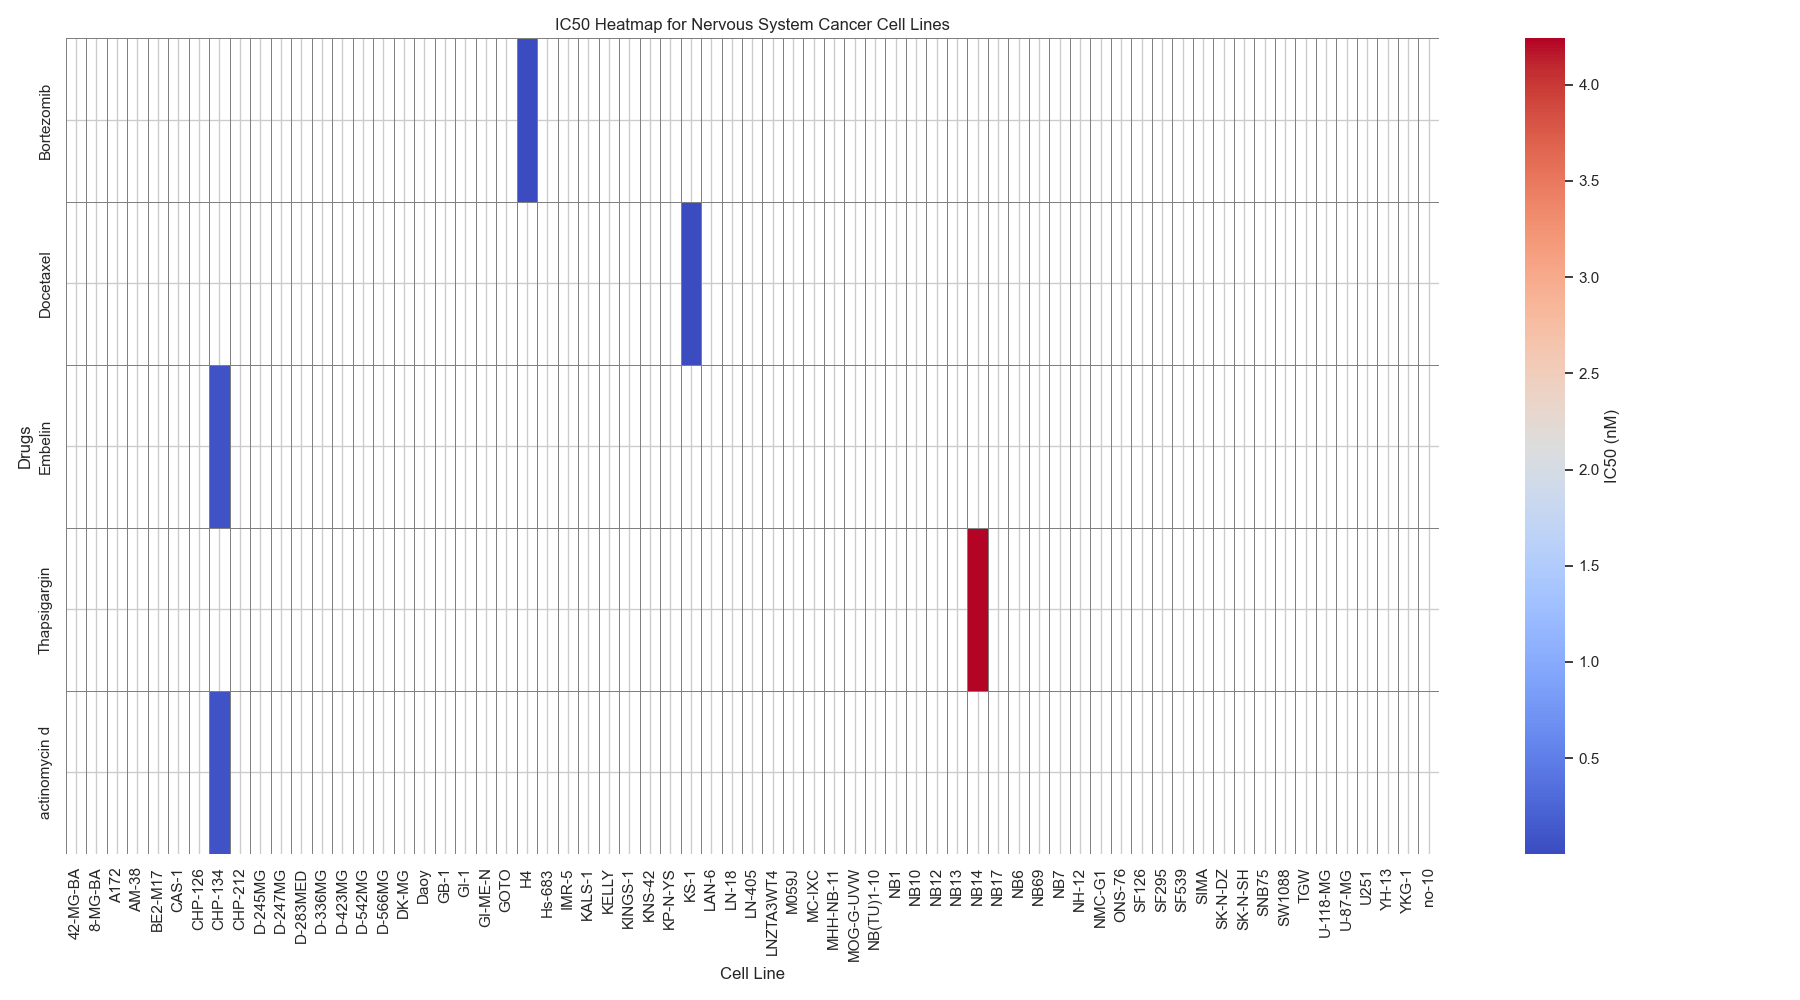 IC50 Heatmap for Nervous System Cancer Cell Lines
Drugs
Bortezomib
Docetaxel
Embelin
Thapsigargin
actinomycin d
42-MG-BA
8-MG-BA
A172
AM-38
BE2-M17
CAS-1
CHP-126
CHP-134
CHP-212
D-245MG
D-247MG
D-283MED
D-336MG
D-423MG
D-542MG
D-566MG
DK-MG
Daoy
GB-1
GI-1
GI-ME-N
GOTO
H4
Hs-683
IMR-5
KALS-1
KELLY
KINGS-1
KNS-42
KP-N-YS
KS-1
LAN-6
LN-18
LN-405
LNZTA3WT4
M059J
MC-IXC
MHH-NB-11
MOG-G-UVW
NB(TU)1-10
NB1
NB10
NB12
NB13
NB14
NB17
NB6
NB69
NB7
NH-12
NMC-G1
ONS-76
SF126
SF295
SF539
SIMA
SK-N-DZ
SK-N-SH
SNB75
SW1088
TGW
U-118-MG
U-87-MG
U251
YH-13
YKG-1
no-10
Cell Line
4.0
3.5
3.0
2.5
2.0
1.5
1.0
0.5
IC50 (nM)